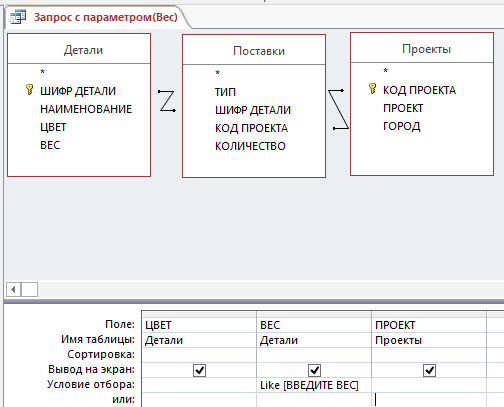 Запрос с параметром(Вес)
Детали
*
ШИФР ДЕТАЛИ
НАИМЕНОВАНИЕ
ЦВЕТ
ВЕС
Поставки
*
ТИП
ШИФР ДЕТАЛИ
КОД ПРОЕКТА
КОЛИЧЕСТВО
Проекты
*
КОД ПРОЕКТА
ПРОЕКТ
ГОРОД
Поле: ЦВЕТ ВЕС ПРОЕКТ
Имя таблицы: Детали Детали Проекты
Сортировка:
Вывод на экран:
Условие отбора: Like [ВВЕДИТЕ ВЕС]
или: